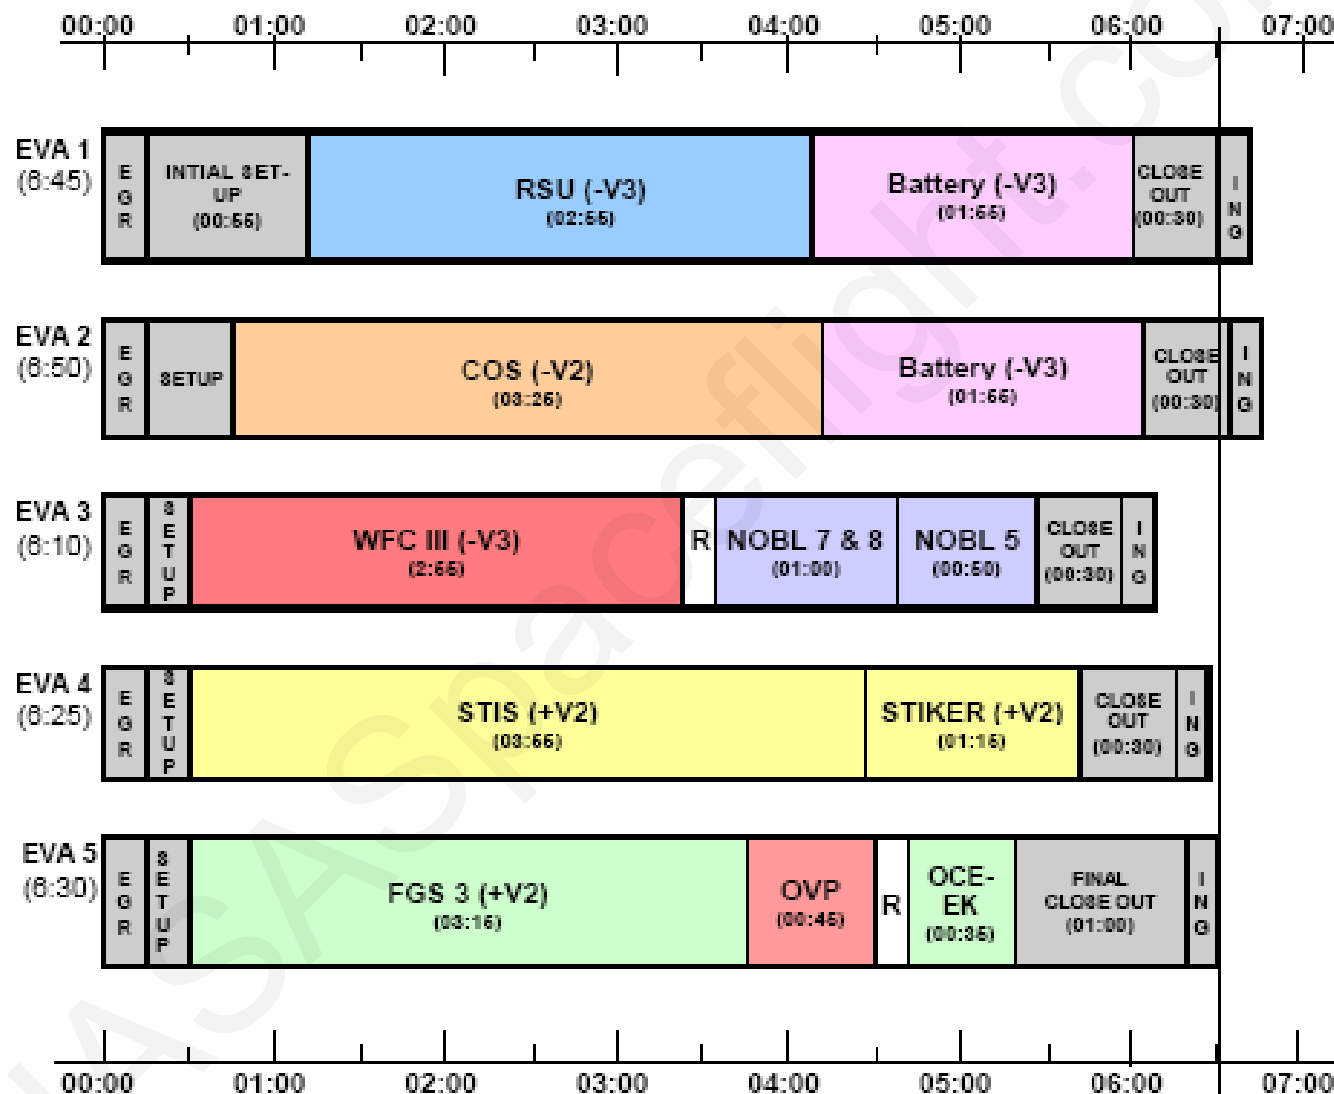 00:00 01:00 02:00 03:00 04:00 05:00 06:00 07:00
EVA 1
(6:45)
E
G
R
INTIAL SET-
UP
(00:55)
RSU (-V3)
(02:55)
Battery (-V3)
(01:55)
CLOSE
OUT
(00:30)
I
N
G
EVA 2
(6:50)
E
G
R
SETUP
COS (-V2)
(03:25)
Battery (-V3)
(01:55)
CLOSE
OUT
(00:30)
I
N
G
EVA 3
(6:10)
E
G
R
S
E
T
U
P
WFC III (-V3)
(2:55)
R
NOBL 7 & 8
(01:00)
NOBL 5
(00:50)
CLOSE
OUT
(00:30)
I
N
G
EVA 4
(6:25)
E
G
R
S
E
T
U
P
STIS (+V2)
(03:55)
STIKER (+V2)
(01:15)
CLOSE
OUT
(00:30)
I
N
G
EVA 5
(6:30)
E
G
R
S
E
T
U
P
FGS 3 (+V2)
(03:15)
OVP
(00:45)
R
OCE-
EK
(00:35)
FINAL
CLOSE OUT
(01:00)
I
N
G
00:00 01:00 02:00 03:00 04:00 05:00 06:00 07:00
NASASpaceflight.com